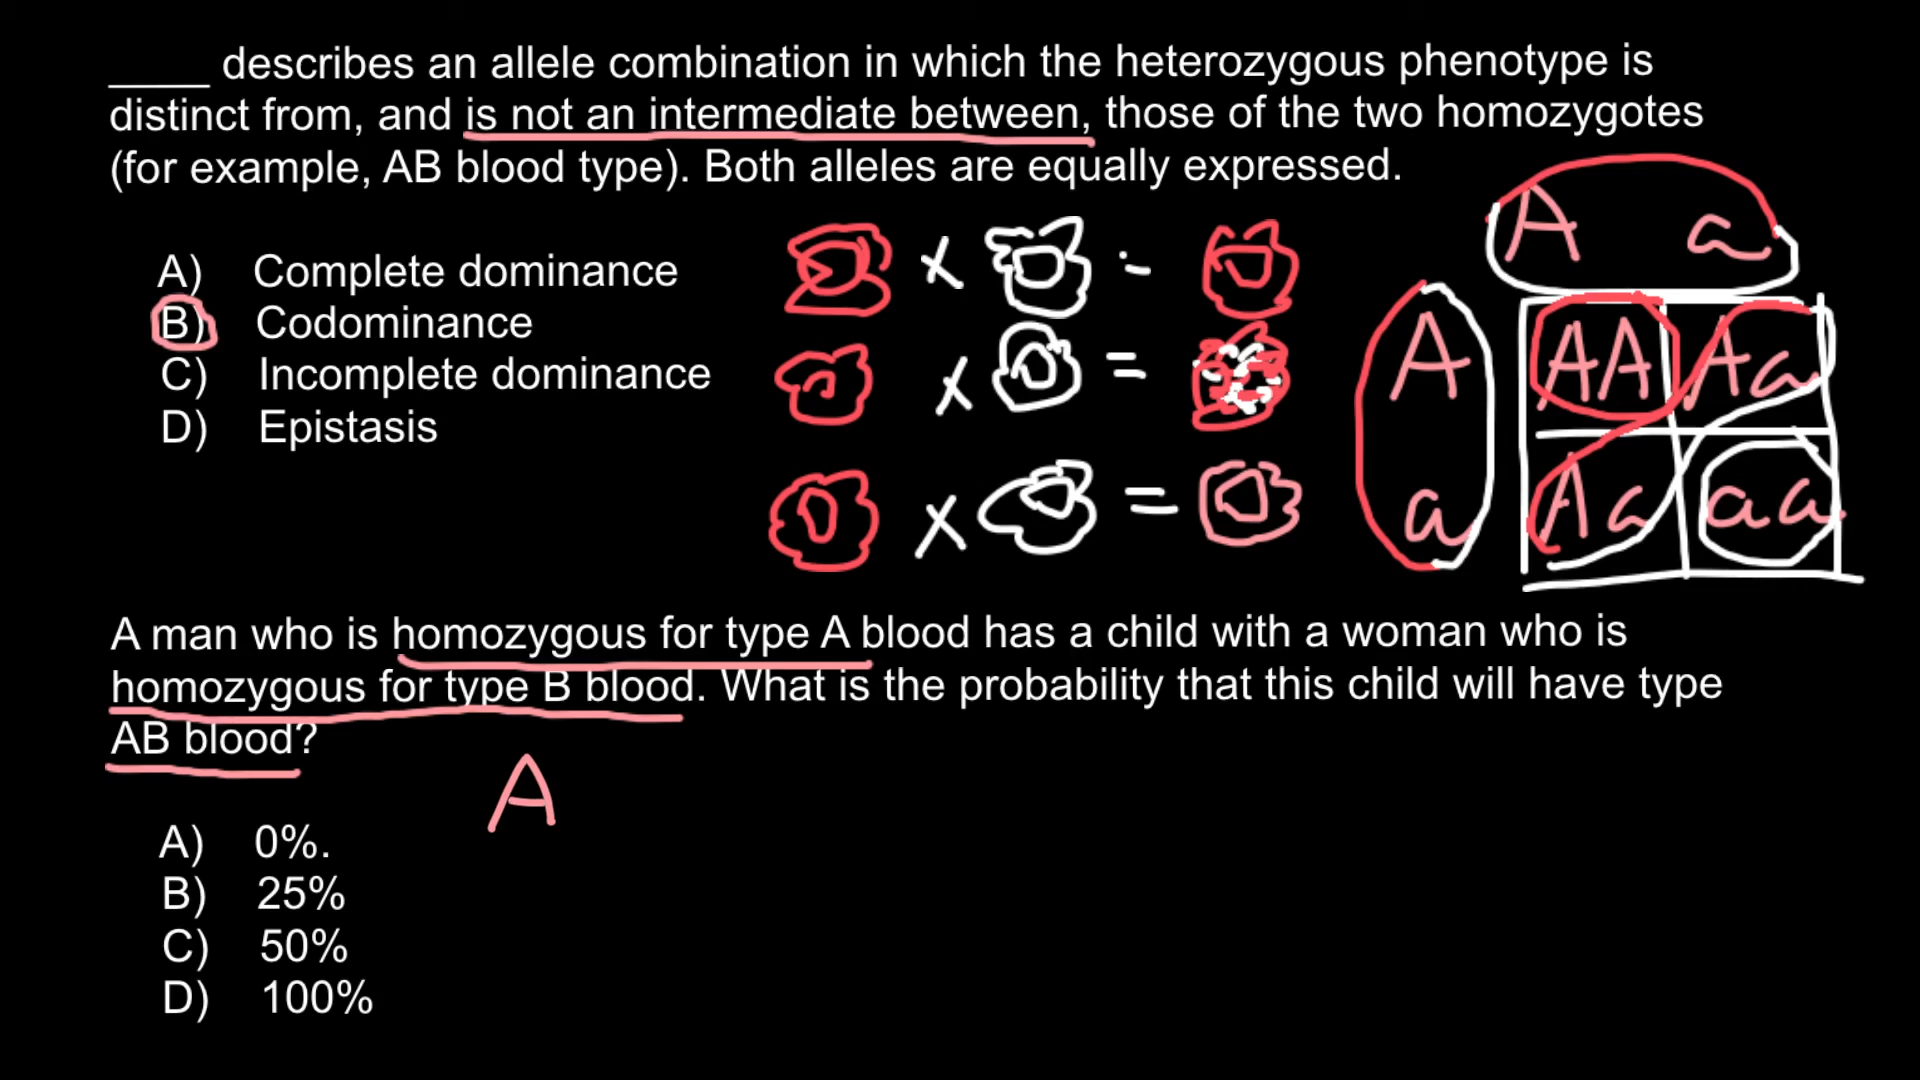 ____ describes an allele combination in which the heterozygous phenotype is
distinct from, and is not an intermediate between, those of the two homozygotes
(for example, AB blood type). Both alleles are equally expressed.
A) Complete dominance
B) Codominance
C) Incomplete dominance
D) Epistasis
× =
× =
× =
A a
A AA Aa
a Aa aa
A man who is homozygous for type A blood has a child with a woman who is
homozygous for type B blood. What is the probability that this child will have type
AB blood?
A
A) 0%.
B) 25%
C) 50%
D) 100%